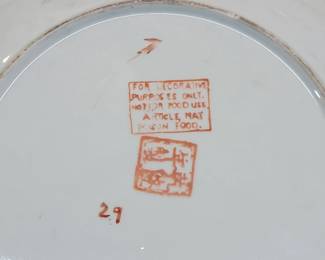 FOR DECORATIVE
PURPOSES ONLY.
NOT FOR FOOD USE.
ARTICLE MAY
POISON FOOD.
29